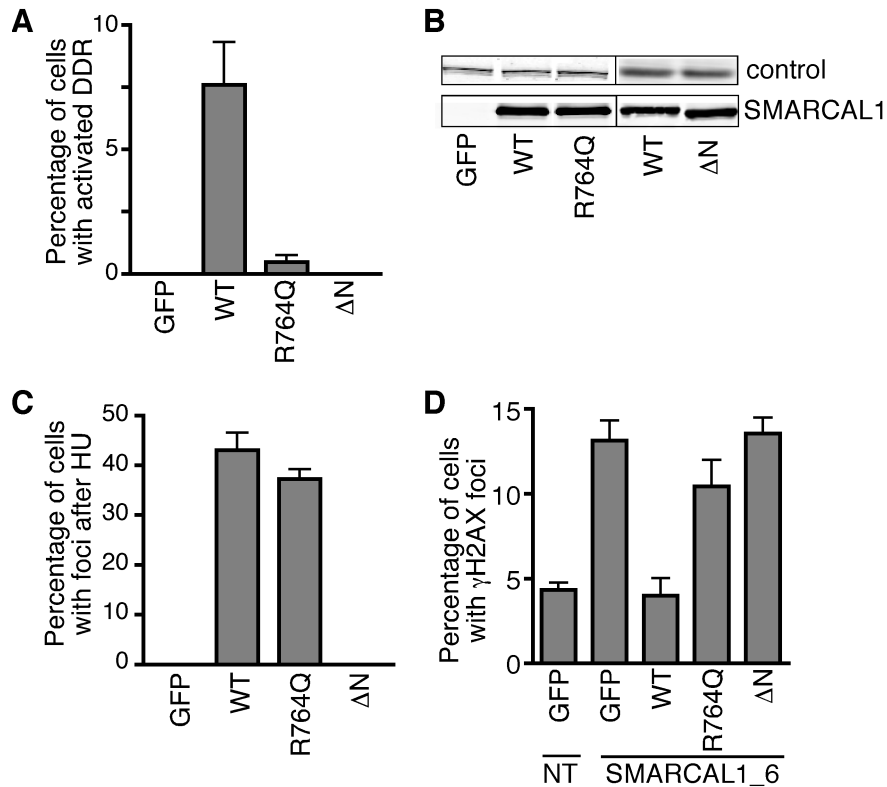 A
Percentage of cells
with activated DDR
10
5
0
GFP
WT
R764Q
ΔN
B
control
SMARCAL1
GFP
WT
R764Q
WT
ΔN
C
Percentage of cells
with foci after HU
50
40
30
20
10
0
GFP
WT
R764Q
ΔN
D
Percentage of cells
with γH2AX foci
15
10
5
0
GFP
GFP
WT
R764Q
ΔN
NT
SMARCAL1_6